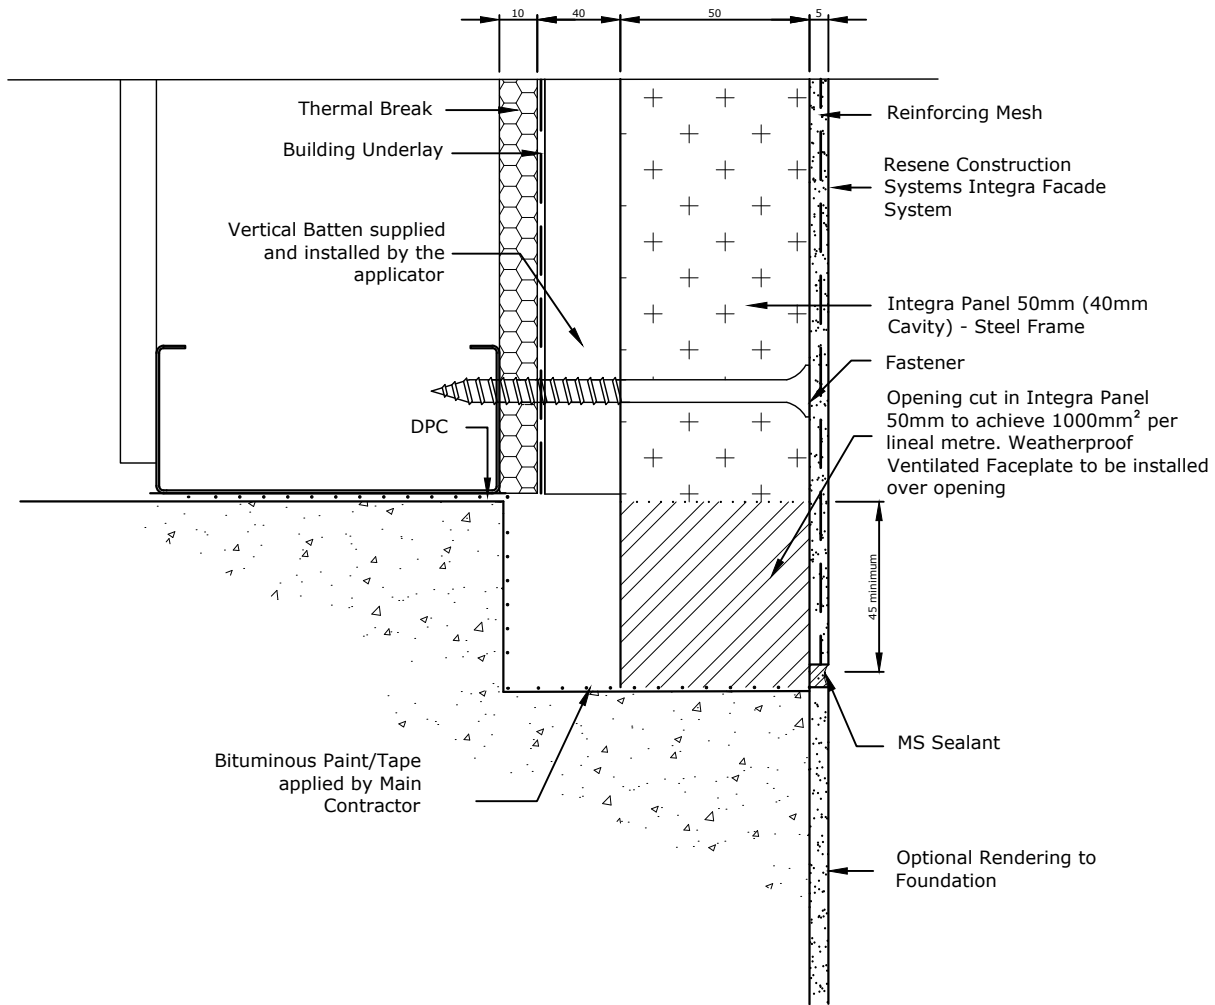 10
40
50
5
Thermal Break
Building Underlay
Vertical Batten supplied
and installed by the
applicator
DPC
Bituminous Paint/Tape
applied by Main
Contractor
Reinforcing Mesh
Resene Construction
Systems Integra Facade
System
Integra Panel 50mm (40mm
Cavity) - Steel Frame
Fastener
Opening cut in Integra Panel
50mm to achieve 1000mm² per
lineal metre. Weatherproof
Ventilated Faceplate to be installed
over opening
45 minimum
MS Sealant
Optional Rendering to
Foundation